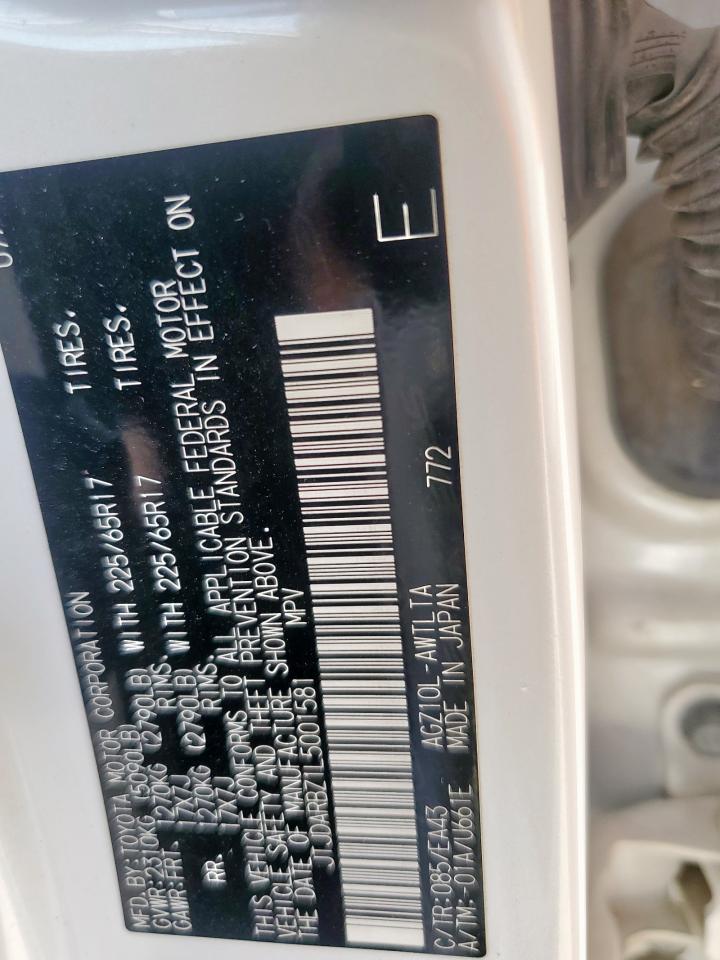 MFD. BY:TOYOTA MOTOR CORPORATION 07/
GVWR:2310KG (5090LB)
GAWR:FRT. 1270KG (2790LB) WITH 225/65R17 TIRES,
17X7J RIMS,
RR. 1270KG (2790LB) WITH 225/65R17 TIRES,
17X7J RIMS,
THIS VEHICLE CONFORMS TO ALL APPLICABLE FEDERAL MOTOR
VEHICLE SAFETY AND THEFT PREVENTION STANDARDS IN EFFECT ON
THE DATE OF MANUFACTURE SHOWN ABOVE.
JTJDARBZ1L5001581 MPV
C/TR:085/EA43 AGZ10L-AWTLTA 772
A/TM:-01A/U661E MADE IN JAPAN
E